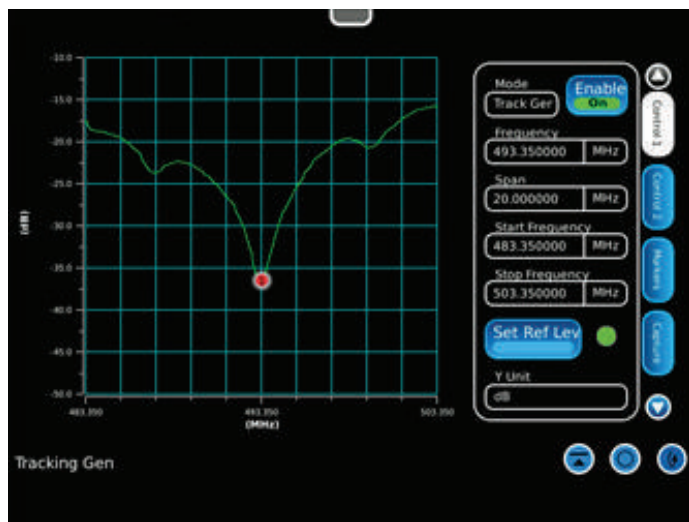 -10.0
-15.0
-20.0
-25.0
-30.0
-35.0
-40.0
-45.0
-50.0
(dB)
483.350
493.350
503.350
(MHz)
Mode
Track Ger
Enable
On
Frequency
493.350000 MHz
Span
20.000000 MHz
Start Frequency
483.350000 MHz
Stop Frequency
503.350000 MHz
Set Ref Lev
Y Unit
dB
Control 1
Control 2
Markers
Capture
Tracking Gen